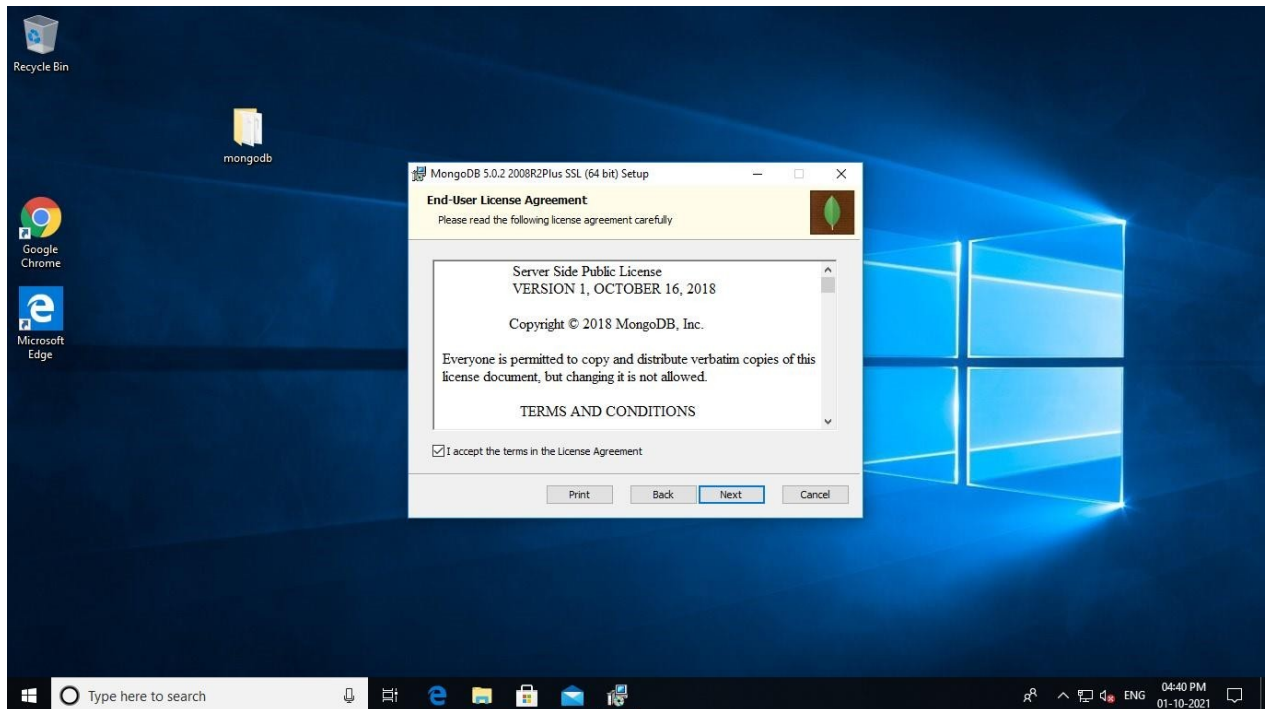 Recycle Bin
mongodb
Google
Chrome
Microsoft
Edge
MongoDB 5.0.2 2008R2Plus SSL (64 bit) Setup
End-User License Agreement
Please read the following license agreement carefully
Server Side Public License
VERSION 1, OCTOBER 16, 2018
Copyright © 2018 MongoDB, Inc.
Everyone is permitted to copy and distribute verbatim copies of this
license document, but changing it is not allowed.
TERMS AND CONDITIONS
I accept the terms in the License Agreement
Print Back Next Cancel
Type here to search
ENG
04:40 PM
01-10-2021